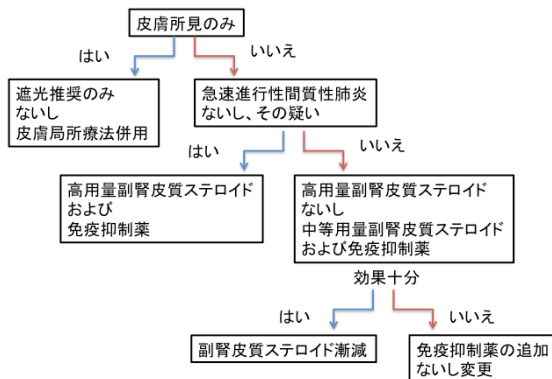 皮膚所見のみ
はい
いいえ
遮光推奨のみ
ないし
皮膚局所療法併用
急速進行性間質性肺炎
ないし、その疑い
はい
いいえ
高用量副腎皮質ステロイド
および
免疫抑制薬
高用量副腎皮質ステロイド
ないし
中等用量副腎皮質ステロイド
および免疫抑制薬
効果十分
はい
いいえ
副腎皮質ステロイド漸減
免疫抑制薬の追加
ないし変更